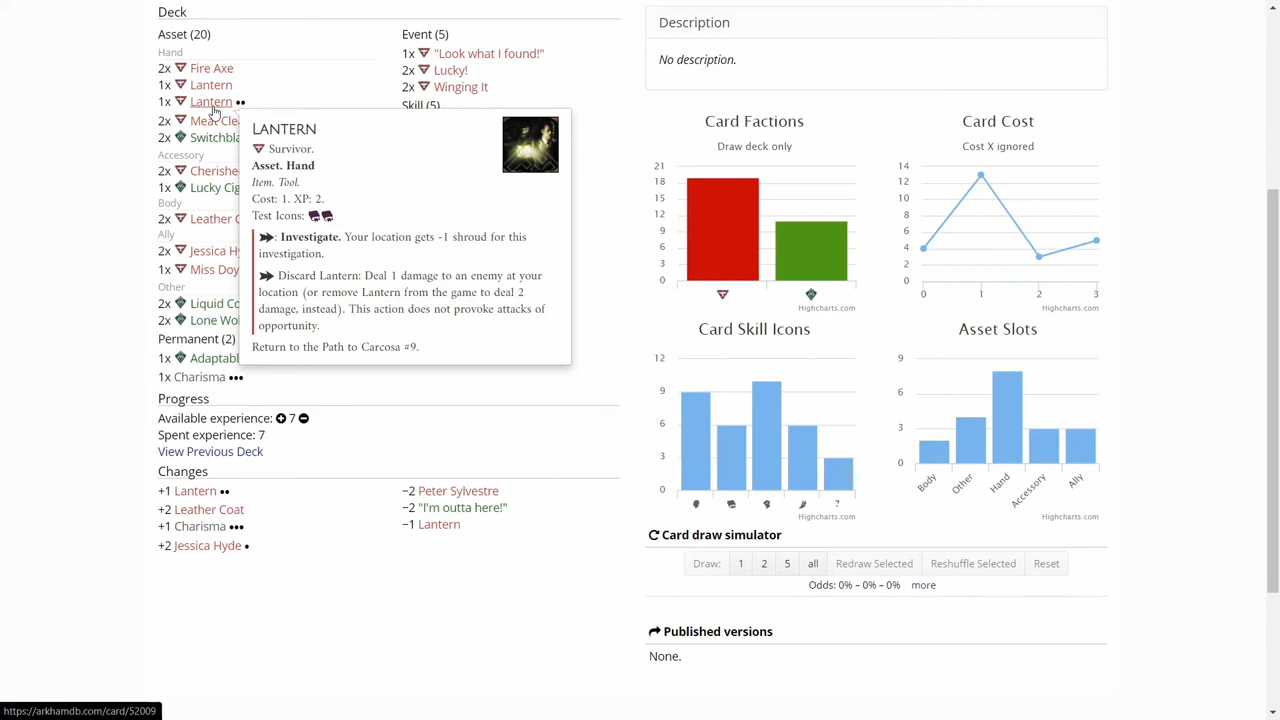 Deck
Asset (20)
Hand
2x Fire Axe
1x Lantern
1x Lantern ••
2x Meat Cle
2x Switchbla
Accessory
2x Cherishe
1x Lucky Cig
Body
2x Leather C
Ally
2x Jessica Hy
1x Miss Doy
Other
2x Liquid Co
2x Lone Wol
Permanent (2)
1x Adaptabl
1x Charisma •••
Event (5)
1x "Look what I found!"
2x Lucky!
2x Winging It
Skill (5)
LANTERN
Survivor.
Asset. Hand
Item. Tool.
Cost: 1. XP: 2.
Test Icons:
: Investigate. Your location gets -1 shroud for this
investigation.
Discard Lantern: Deal 1 damage to an enemy at your
location (or remove Lantern from the game to deal 2
damage, instead). This action does not provoke attacks of
opportunity.
Return to the Path to Carcosa #9.
Progress
Available experience: 7
Spent experience: 7
View Previous Deck
Changes
+1 Lantern ••
+2 Leather Coat
+1 Charisma •••
+2 Jessica Hyde •
−2 Peter Sylvestre
−2 "I'm outta here!"
−1 Lantern
Description
No description.
Card Factions
Draw deck only
21
18
15
12
9
6
3
0
Highcharts.com
Card Cost
Cost X ignored
14
12
10
8
6
4
2
0
0 1 2 3
Highcharts.com
Card Skill Icons
12
9
6
3
0
?
Highcharts.com
Asset Slots
9
6
3
0
Body
Other
Hand
Accessory
Ally
Highcharts.com
Card draw simulator
Draw: 1 2 5 all Redraw Selected Reshuffle Selected Reset
Odds: 0% – 0% – 0% more
Published versions
None.
https://arkhamdb.com/card/52009